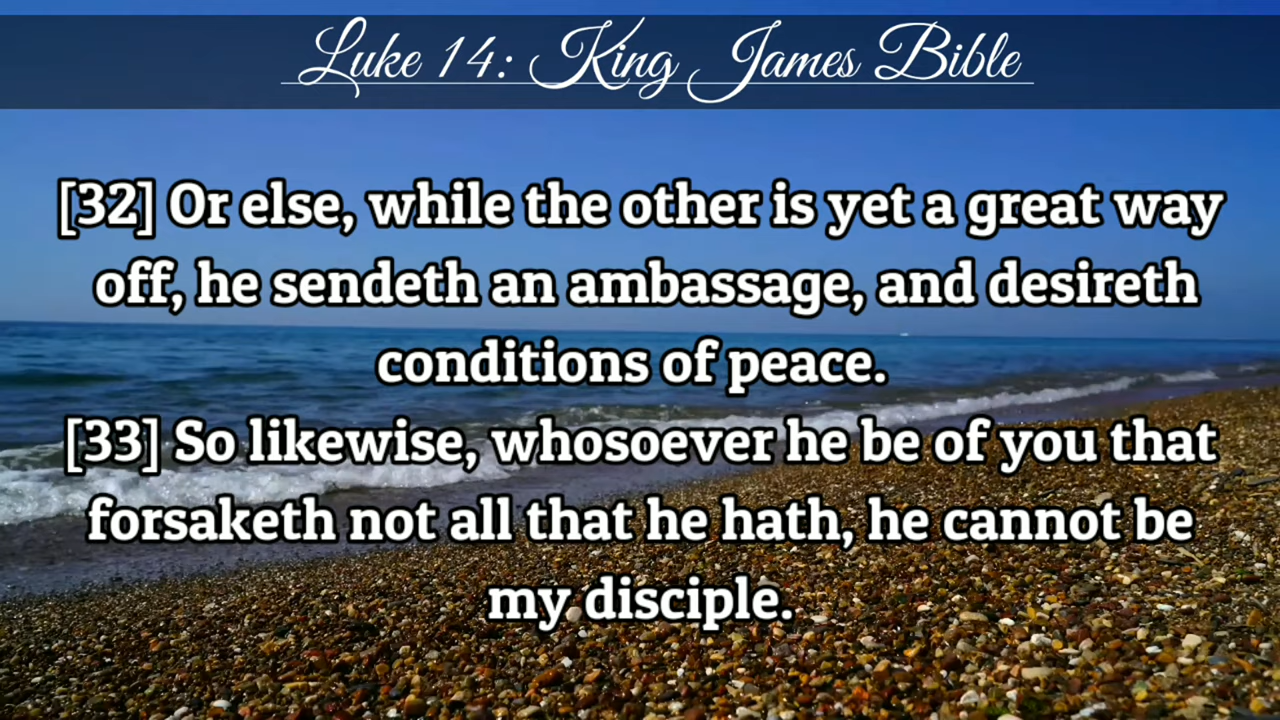 Luke 14: King James Bible
[32] Or else, while the other is yet a great way
off, he sendeth an ambassage, and desireth
conditions of peace.
[33] So likewise, whosoever he be of you that
forsaketh not all that he hath, he cannot be
my disciple.